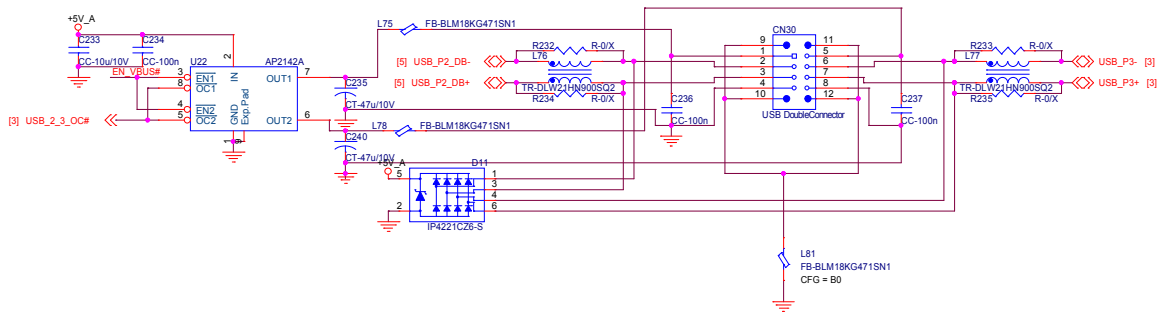 +5V_A
C233
C234
CC-10u/10V
CC-100n
EN_VBUS#
[3] USB_2_3_OC#
U22
AP2142A
2
3
8
4
5
EN1
OC1
EN2
OC2
IN
GND
Exp.Pad
OUT1
OUT2
7
6
1
9
L75
FB-BLM18KG471SN1
C235
CT-47u/10V
L78
FB-BLM18KG471SN1
C240
CT-47u/10V
+5V_A
D11
5
2
1
3
4
6
IP4221CZ6-S
[5] USB_P2_DB-
[5] USB_P2_DB+
R232
R-0/X
L76
TR-DLW21HN900SQ2
R234
R-0/X
C236
CC-100n
CN30
9
1
2
3
4
10
11
5
6
7
8
12
USB DoubleConnector
C237
CC-100n
R233
R-0/X
L77
TR-DLW21HN900SQ2
R235
R-0/X
USB_P3- [3]
USB_P3+ [3]
L81
FB-BLM18KG471SN1
CFG = B0